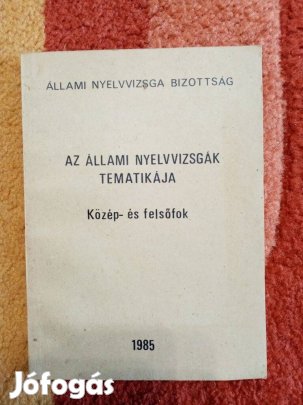 ÁLLAMI NYELVVIZSGA BIZOTTSÁG
AZ ÁLLAMI NYELVVIZSGÁK
TEMATIKÁJA
Közép- és felsőfok
1985
Jófogás